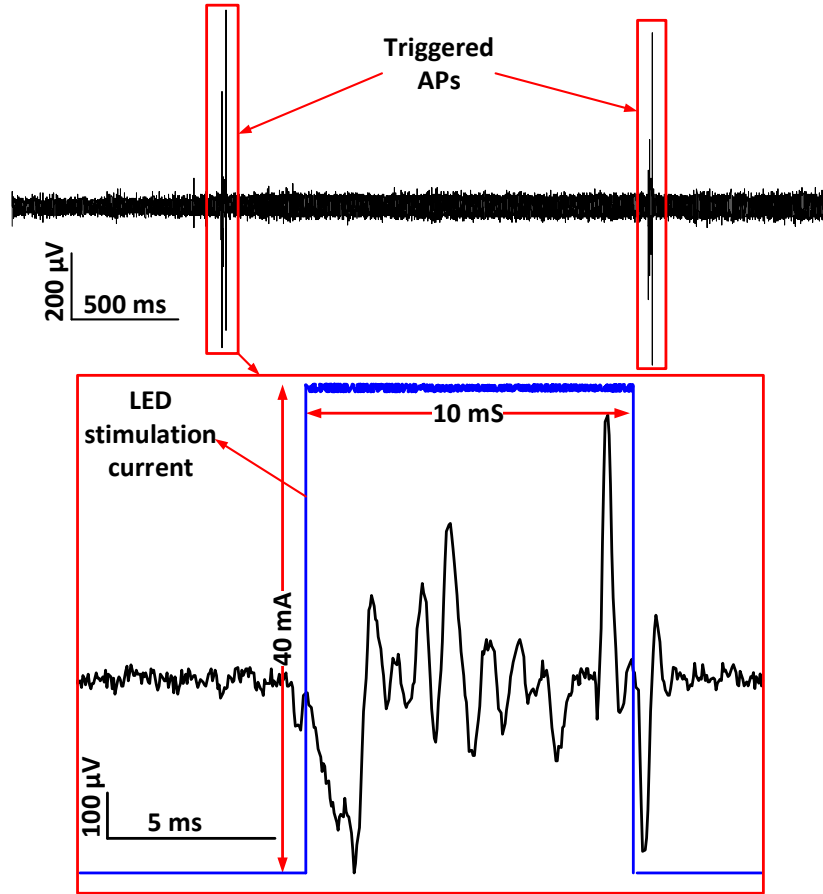 Triggered
APs
200 µV
500 ms
LED
stimulation
current
10 mS
40 mA
100 µV
5 ms